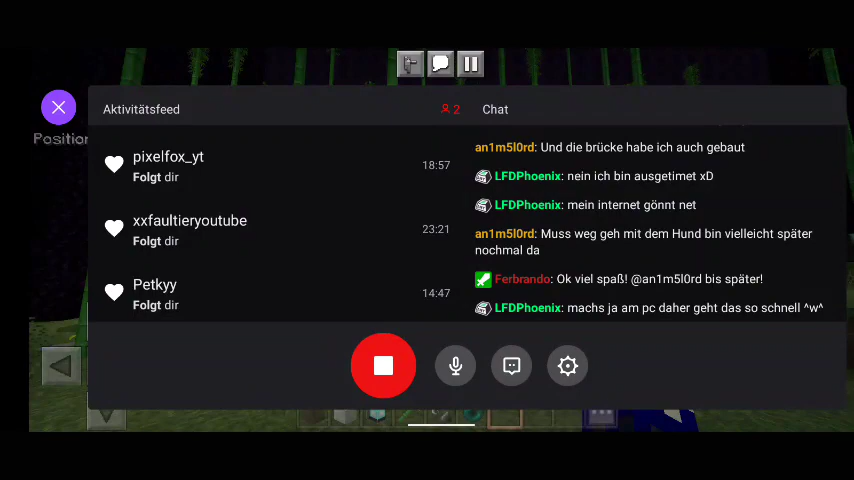 Aktivitätsfeed
2
Chat
Position
pixelfox_yt
Folgt dir
18:57
xxfaultieryoutube
Folgt dir
23:21
Petkyy
Folgt dir
14:47
an1m5l0rd: Und die brücke habe ich auch gebaut
LFDPhoenix: nein ich bin ausgetimet xD
LFDPhoenix: mein internet gönnt net
an1m5l0rd: Muss weg geh mit dem Hund bin vielleicht später
nochmal da
Ferbrando: Ok viel spaß! @an1m5l0rd bis später!
LFDPhoenix: machs ja am pc daher geht das so schnell ^w^